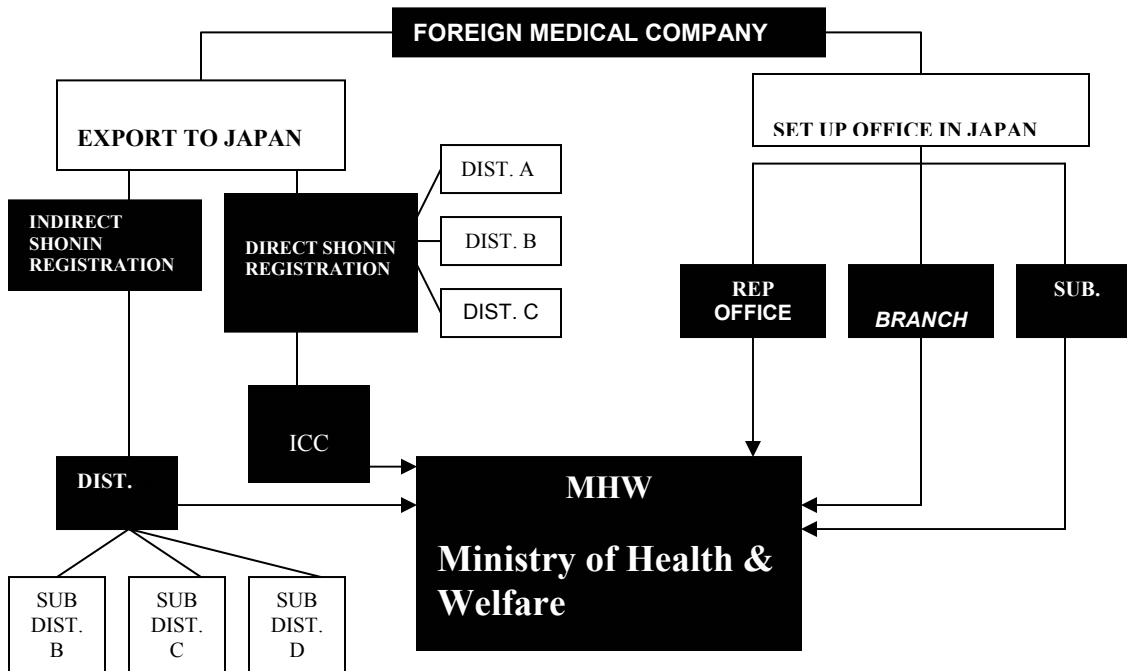 FOREIGN MEDICAL COMPANY
EXPORT TO JAPAN
SET UP OFFICE IN JAPAN
DIST. A
INDIRECT
SHONIN
REGISTRATION
DIRECT SHONIN
REGISTRATION
DIST. B
DIST. C
REP
OFFICE
BRANCH
SUB.
ICC
DIST.
MHW
Ministry of Health &
Welfare
SUB
DIST.
B
SUB
DIST.
C
SUB
DIST.
D